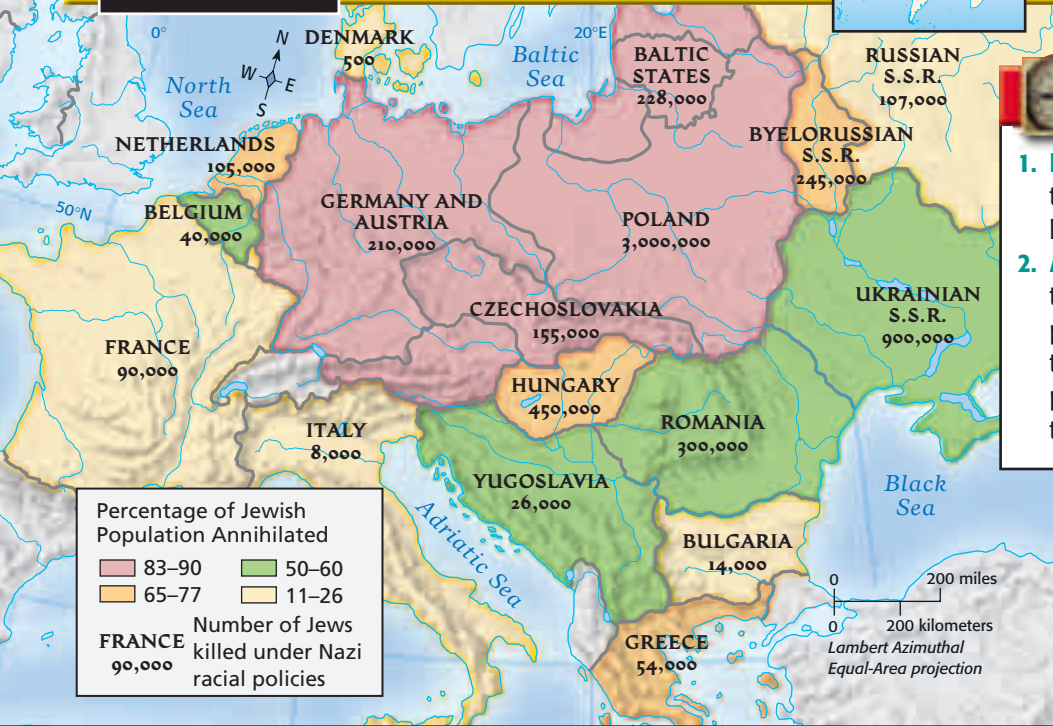 0°
N
W
E
S
DENMARK
500
Baltic
Sea
20°E
BALTIC
STATES
228,000
RUSSIAN
S.S.R.
107,000
North
Sea
NETHERLANDS
105,000
BYELORUSSIAN
S.S.R.
245,000
1.
50°N
BELGIUM
40,000
GERMANY AND
AUSTRIA
210,000
POLAND
3,000,000
2.
CZECHOSLOVAKIA
155,000
UKRAINIAN
S.S.R.
900,000
FRANCE
90,000
HUNGARY
450,000
ITALY
8,000
ROMANIA
300,000
YUGOSLAVIA
26,000
Black
Sea
Adriatic Sea
BULGARIA
14,000
GREECE
54,000
Percentage of Jewish
Population Annihilated
83–90
50–60
65–77
11–26
FRANCE
90,000
Number of Jews
killed under Nazi
racial policies
0 200 miles
0 200 kilometers
Lambert Azimuthal
Equal-Area projection